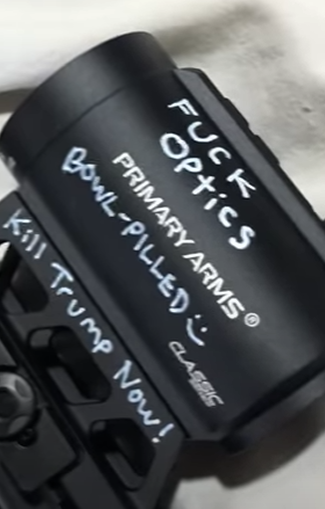 FUCK
OPtics
PRIMARY ARMS®
BOWL-PILLED :)
CLASSIC
Kill Trump Now!